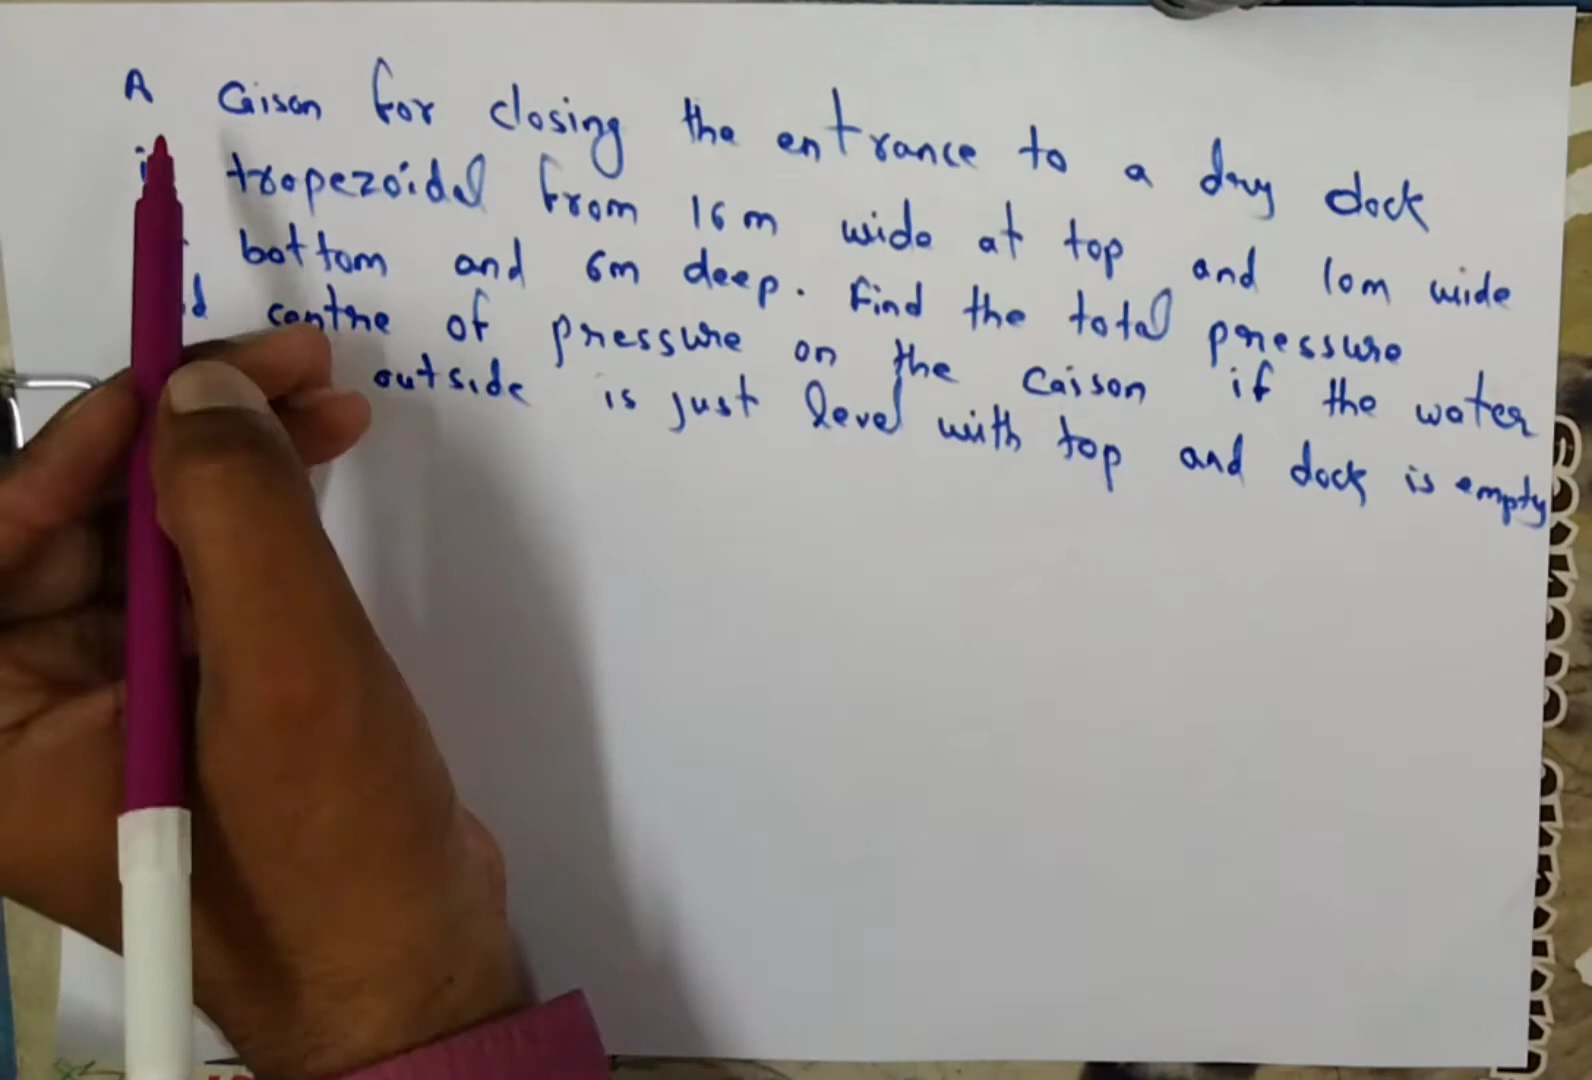 A Caison for closing the entrance to a dry dock
tropezoidal from 16m wide at top and 10m wide
bottom and 6m deep. Find the total pressure
centre of pressure on the Caison if the water
outside is just level with top and dock is empty